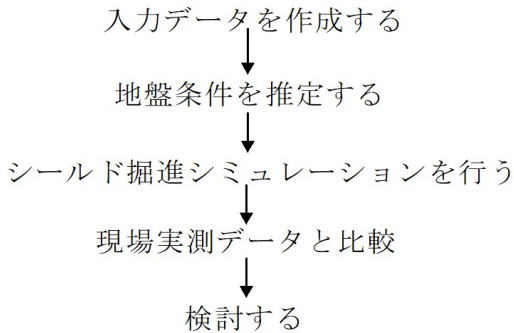 入力データを作成する
地盤条件を推定する
シールド掘進シミュレーションを行う
現場実測データと比較
検討する